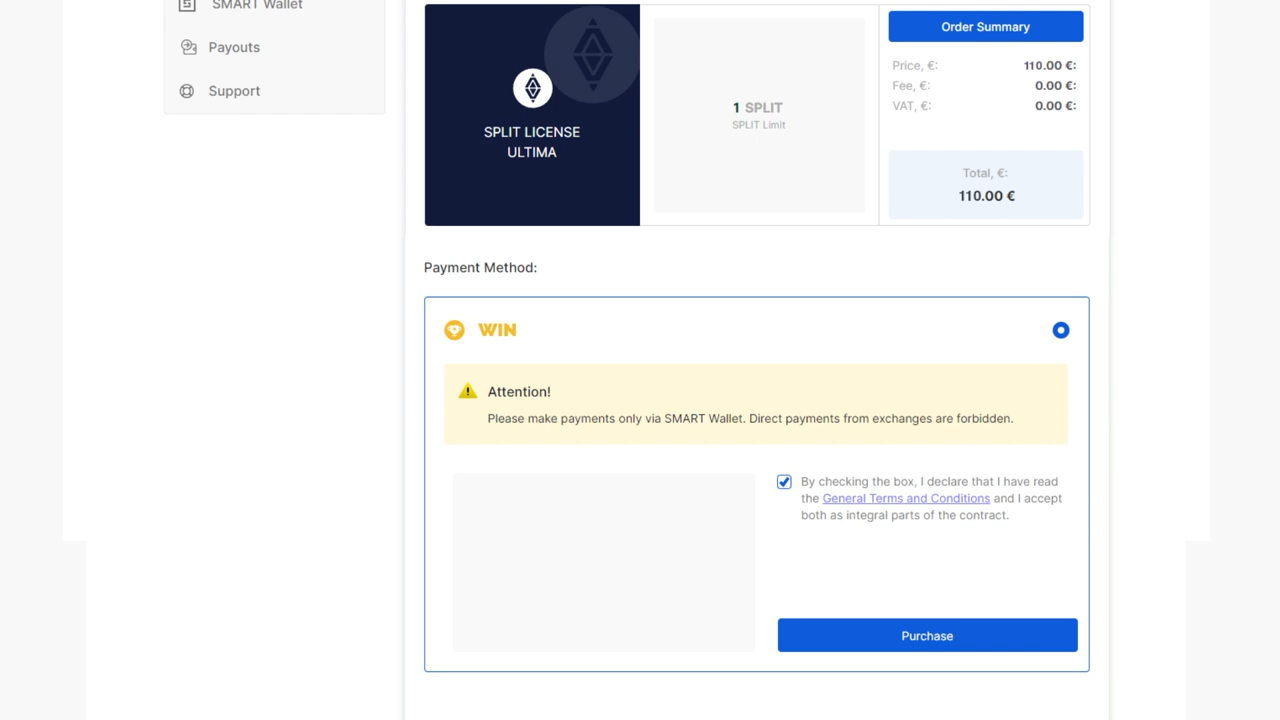 SMART Wallet
Payouts
Support
SPLIT LICENSE
ULTIMA
1 SPLIT
SPLIT Limit
Order Summary
Price, €: 110.00 €:
Fee, €: 0.00 €:
VAT, €: 0.00 €:
Total, €:
110.00 €
Payment Method:
WIN
Attention!
Please make payments only via SMART Wallet. Direct payments from exchanges are forbidden.
By checking the box, I declare that I have read
the General Terms and Conditions and I accept
both as integral parts of the contract.
Purchase